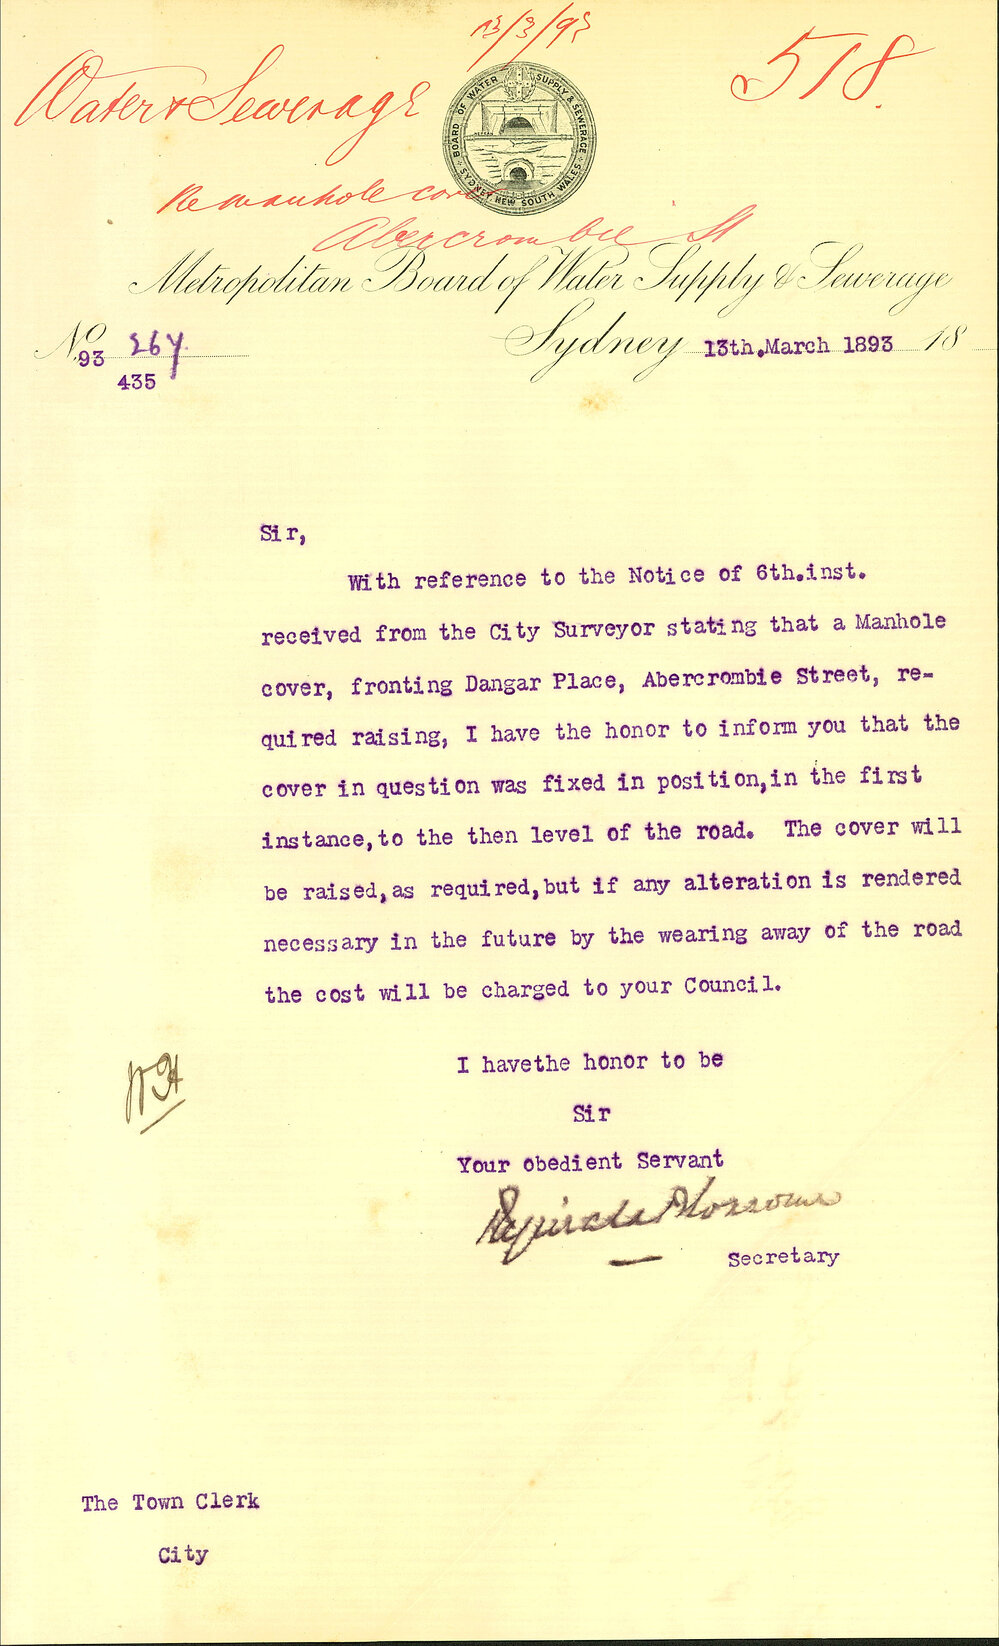 13/3/93
Water & Sewerage
518.
BOARD OF WATER SUPPLY & SEWERAGE
SYDNEY, NEW SOUTH WALES
Re manhole cover
Abercrombie St
Metropolitan Board of Water Supply & Sewerage
No 93 264
435
Sydney 13th.March 1893 18
Sir,
With reference to the Notice of 6th.inst.
received from the City Surveyor stating that a Manhole
cover, fronting Dangar Place, Abercrombie Street, re-
quired raising, I have the honor to inform you that the
cover in question was fixed in position,in the first
instance,to the then level of the road. The cover will
be raised,as required,but if any alteration is rendered
necessary in the future by the wearing away of the road
the cost will be charged to your Council.
I havethe honor to be
Sir
Your obedient Servant
Secretary
The Town Clerk
City